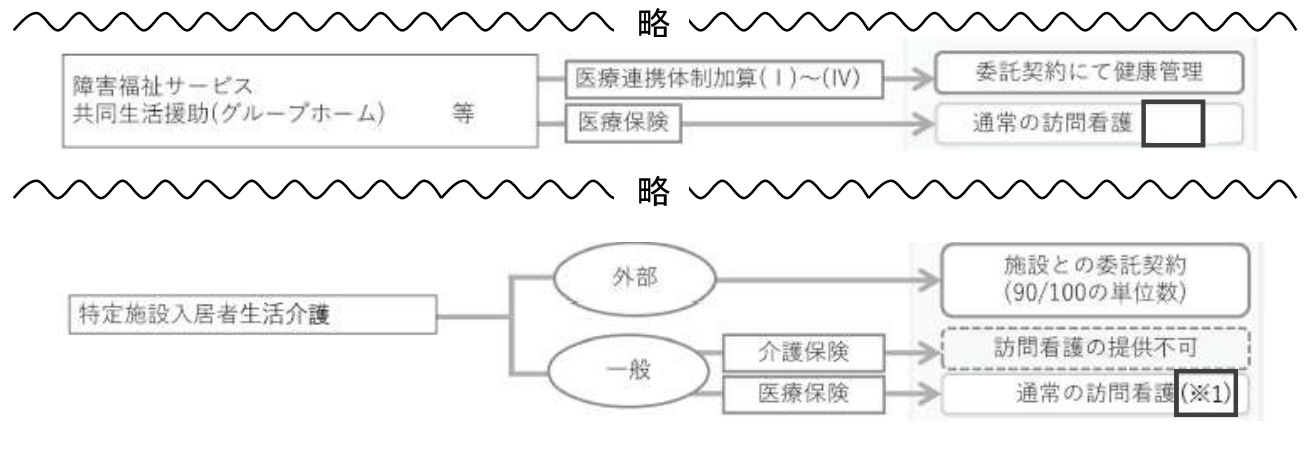 略
障害福祉サービス
共同生活援助(グループホーム) 等
医療連携体制加算(Ⅰ)～(Ⅳ)
委託契約にて健康管理
医療保険
通常の訪問看護
略
特定施設入居者生活介護
外部
施設との委託契約
(90/100の単位数)
一般
介護保険
訪問看護の提供不可
医療保険
通常の訪問看護(※1)